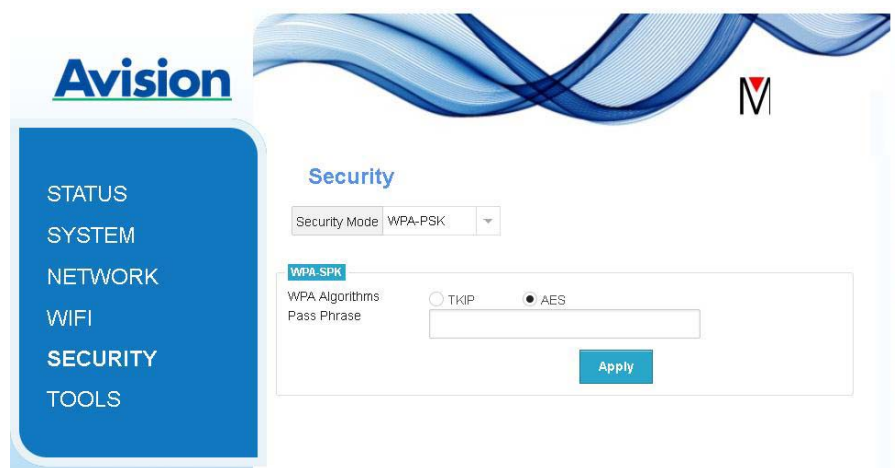 Avision
M
STATUS
SYSTEM
NETWORK
WIFI
SECURITY
TOOLS
Security
Security Mode WPA-PSK
WPA-SPK
WPA Algorithms TKIP AES
Pass Phrase
Apply